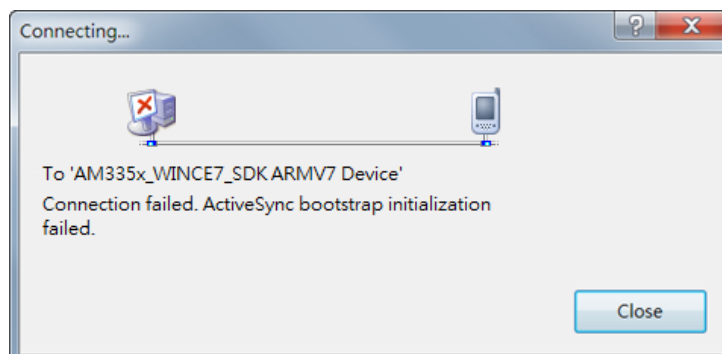 Connecting...
To 'AM335x_WINCE7_SDK ARMV7 Device'
Connection failed. ActiveSync bootstrap initialization
failed.
Close